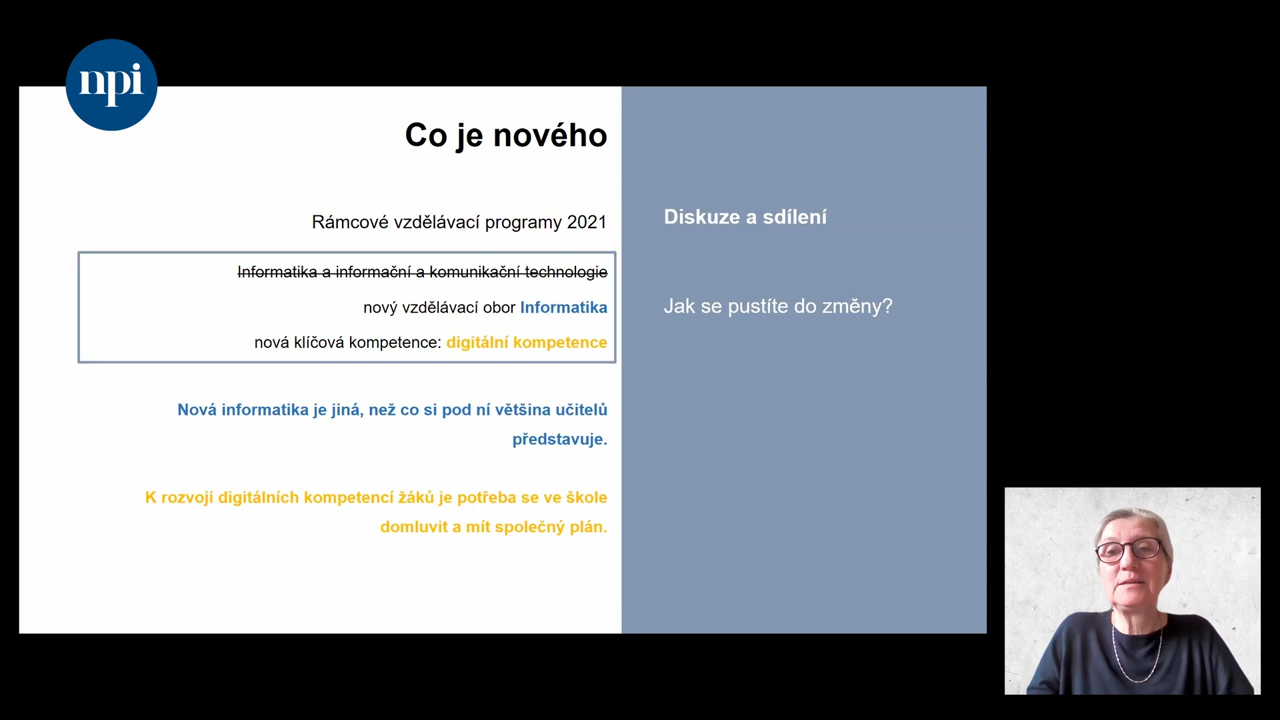 npi
Co je nového
Rámcové vzdělávací programy 2021
Informatika a informační a komunikační technologie
nový vzdělávací obor Informatika
nová klíčová kompetence: digitální kompetence
Nová informatika je jiná, než co si pod ní většina učitelů
představuje.
K rozvoji digitálních kompetencí žáků je potřeba se ve škole
domluvit a mít společný plán.
Diskuze a sdílení
Jak se pustíte do změny?